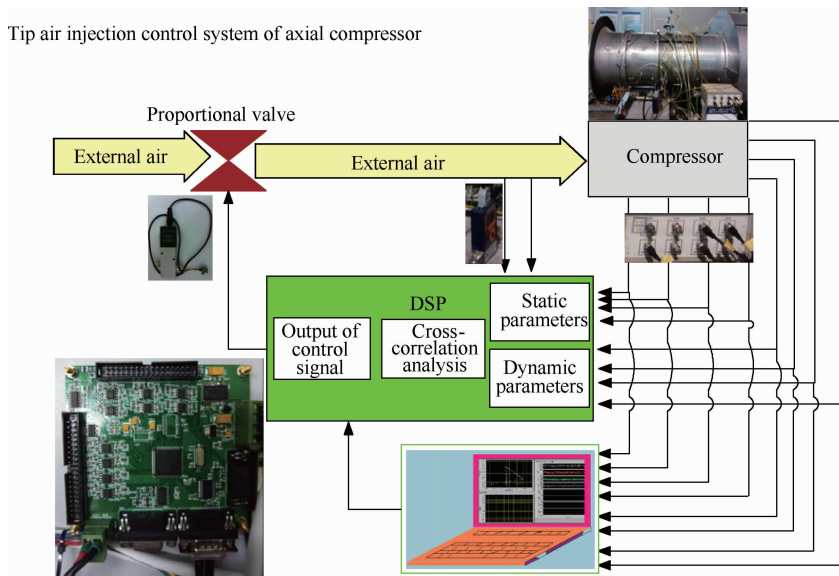 Tip air injection control system of axial compressor
Proportional valve
External air
External air
Compressor
DSP
Static
parameters
Output of
control
signal
Cross-
correlation
analysis
Dynamic
parameters